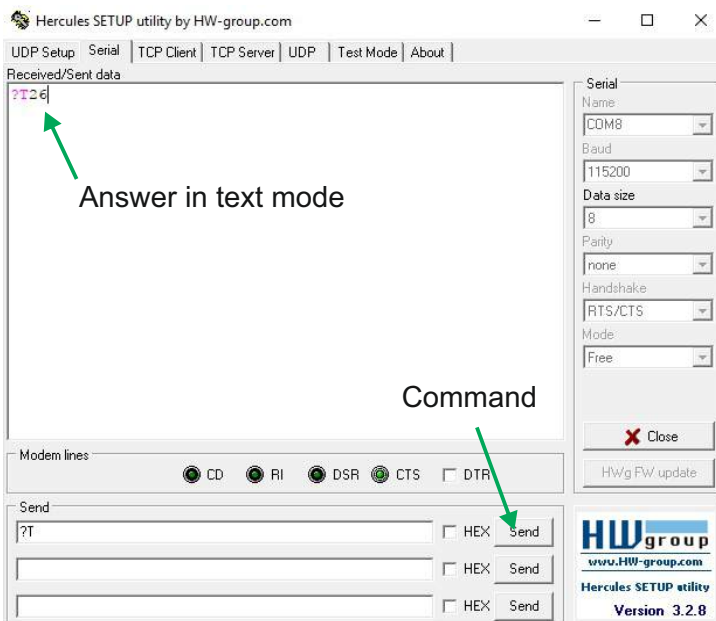 Hercules SETUP utility by HW-group.com
UDP Setup Serial TCP Client TCP Server UDP Test Mode About
Received/Sent data
?T26
Answer in text mode
Serial
Name
COM8
Baud
115200
Data size
8
Parity
none
Handshake
RTS/CTS
Mode
Free
Command
Close
HWg FW update
Modem lines
CD RI DSR CTS DTR
Send
?T HEX Send
HEX Send
HEX Send
HW group
www.HW-group.com
Hercules SETUP utility
Version 3.2.8